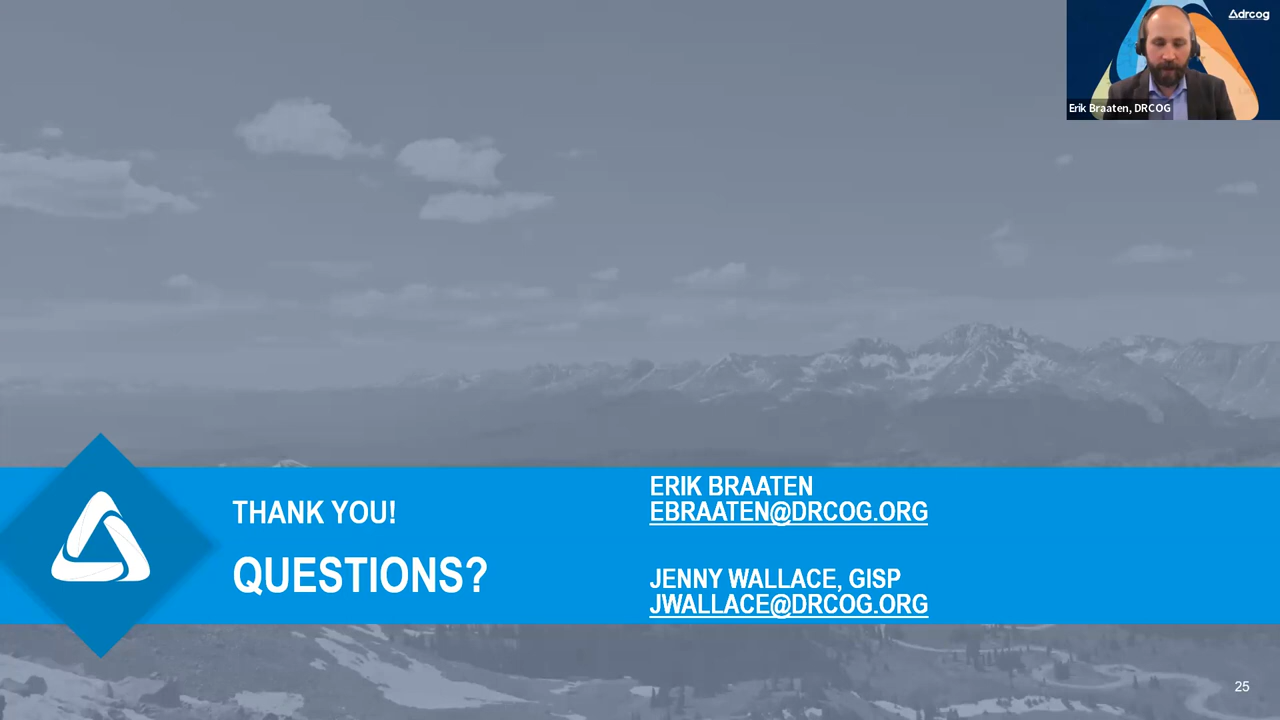 drcog
Erik Braaten, DRCOG
THANK YOU!
QUESTIONS?
ERIK BRAATEN
EBRAATEN@DRCOG.ORG
JENNY WALLACE, GISP
JWALLACE@DRCOG.ORG
25